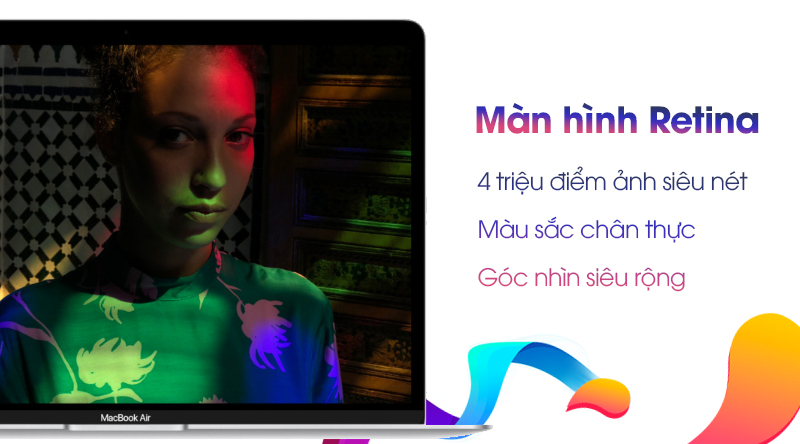 Màn hình Retina
4 triệu điểm ảnh siêu nét
Màu sắc chân thực
Góc nhìn siêu rộng
MacBook Air